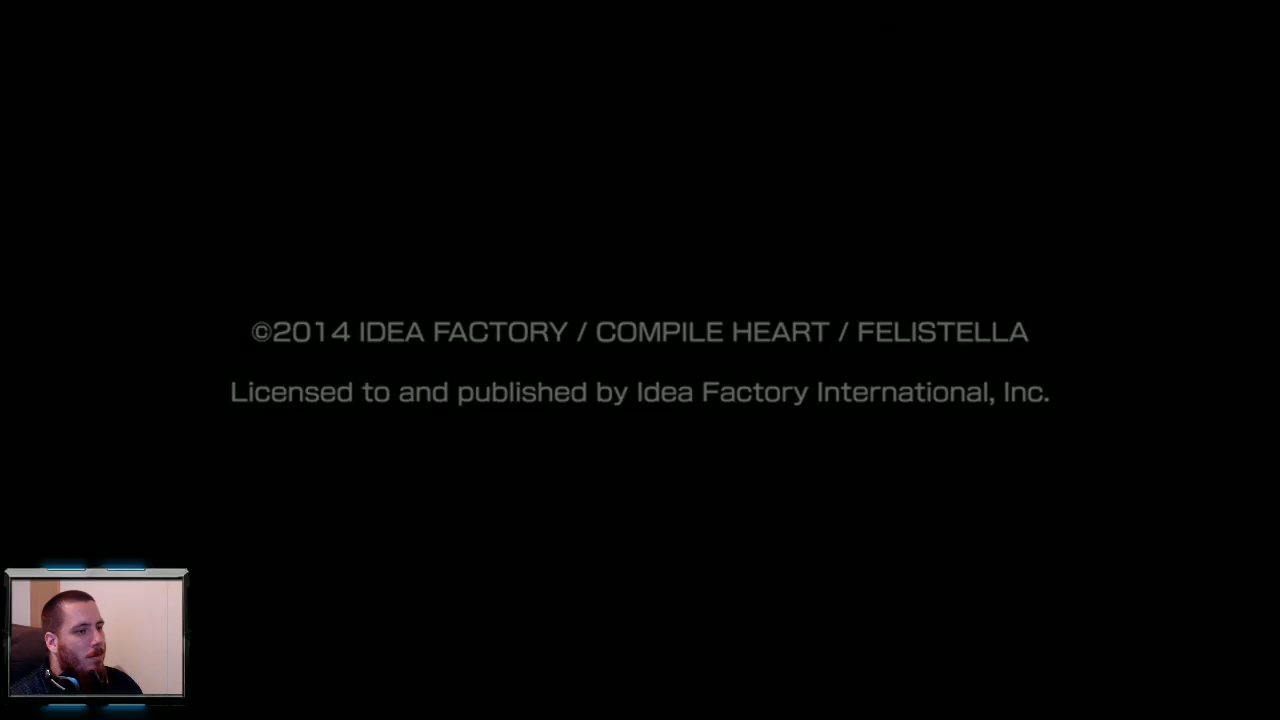 ©2014 IDEA FACTORY / COMPILE HEART / FELISTELLA
Licensed to and published by Idea Factory International, Inc.